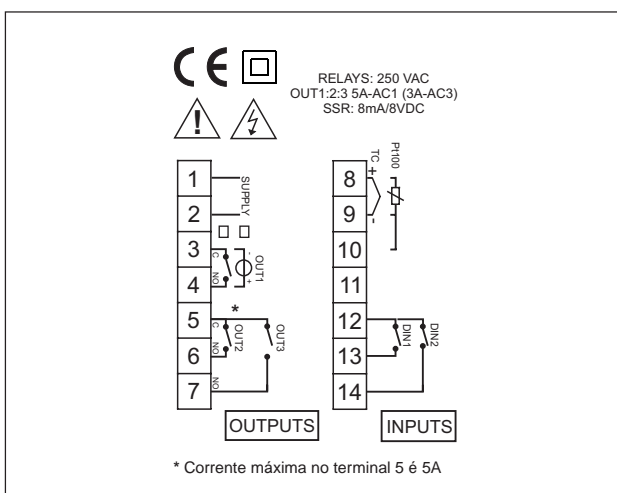 CE
RELAYS: 250 VAC
OUT1:2:3 5A-AC1 (3A-AC3)
SSR: 8mA/8VDC
!
1
2
SUPPLY
3
4
C
NO
OUT1
-
+
5
6
7
*
C
NO
NO
OUT2
OUT3
OUTPUTS
8
9
10
11
12
13
14
TC
+
-
Pt100
DIN1
DIN2
INPUTS
* Corrente máxima no terminal 5 é 5A